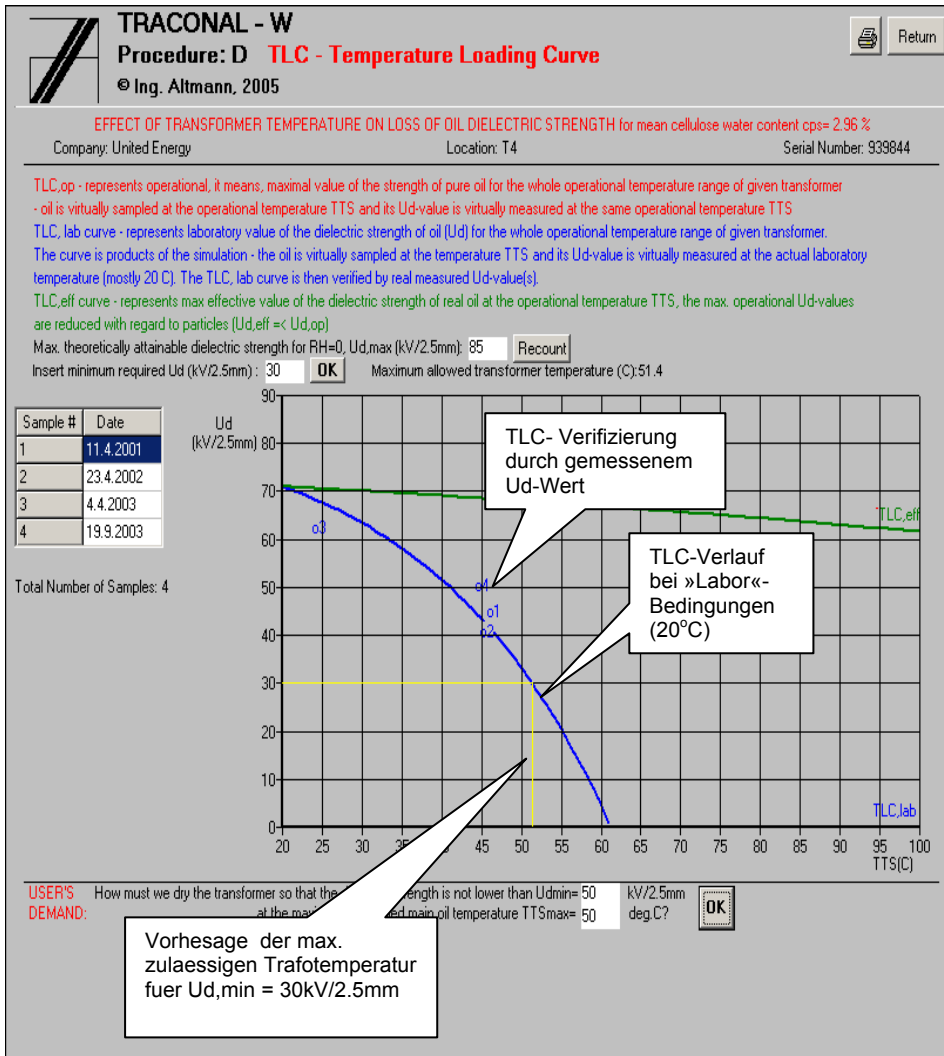 TRACONAL - W
Procedure: D TLC - Temperature Loading Curve
© Ing. Altmann, 2005
Return
EFFECT OF TRANSFORMER TEMPERATURE ON LOSS OF OIL DIELECTRIC STRENGTH for mean cellulose water content cps= 2.96 %
Company: United Energy Location: T4 Serial Number: 939844
TLC,op - represents operational, it means, maximal value of the strength of pure oil for the whole operational temperature range of given transformer
- oil is virtually sampled at the operational temperature TTS and its Ud-value is virtually measured at the same operational temperature TTS
TLC, lab curve - represents laboratory value of the dielectric strength of oil (Ud) for the whole operational temperature range of given transformer.
The curve is products of the simulation - the oil is virtually sampled at the temperature TTS and its Ud-value is virtually measured at the actual laboratory
temperature (mostly 20 C). The TLC, lab curve is then verified by real measured Ud-value(s).
TLC,eff curve - represents max effective value of the dielectric strength of real oil at the operational temperature TTS, the max. operational Ud-values
are reduced with regard to particles (Ud,eff =< Ud,op)
Max. theoretically attainable dielectric strength for RH=0, Ud,max (kV/2.5mm): 85 Recount
Insert minimum required Ud (kV/2.5mm) : 30 OK Maximum allowed transformer temperature (C):51.4
Sample # Date
1 11.4.2001
2 23.4.2002
3 4.4.2003
4 19.9.2003
Total Number of Samples: 4
Ud
(kV/2.5mm)
90
80
70
60
50
40
30
20
10
0
TLC- Verifizierung
durch gemessenem
Ud-Wert
TLC,eff
o3
TLC-Verlauf
bei »Labor«-
Bedingungen
(20°C)
o4
o1
o2
TLC,lab
20 25 30 35 40 45 50 55 60 65 70 75 80 85 90 95 100
TTS(C)
USER'S How must we dry the transformer so that the d ength is not lower than Udmin= 50 kV/2.5mm
DEMAND: at the max ed main oil temperature TTSmax= 50 deg.C? OK
Vorhesage der max.
zulaessigen Trafotemperatur
fuer Ud,min = 30kV/2.5mm